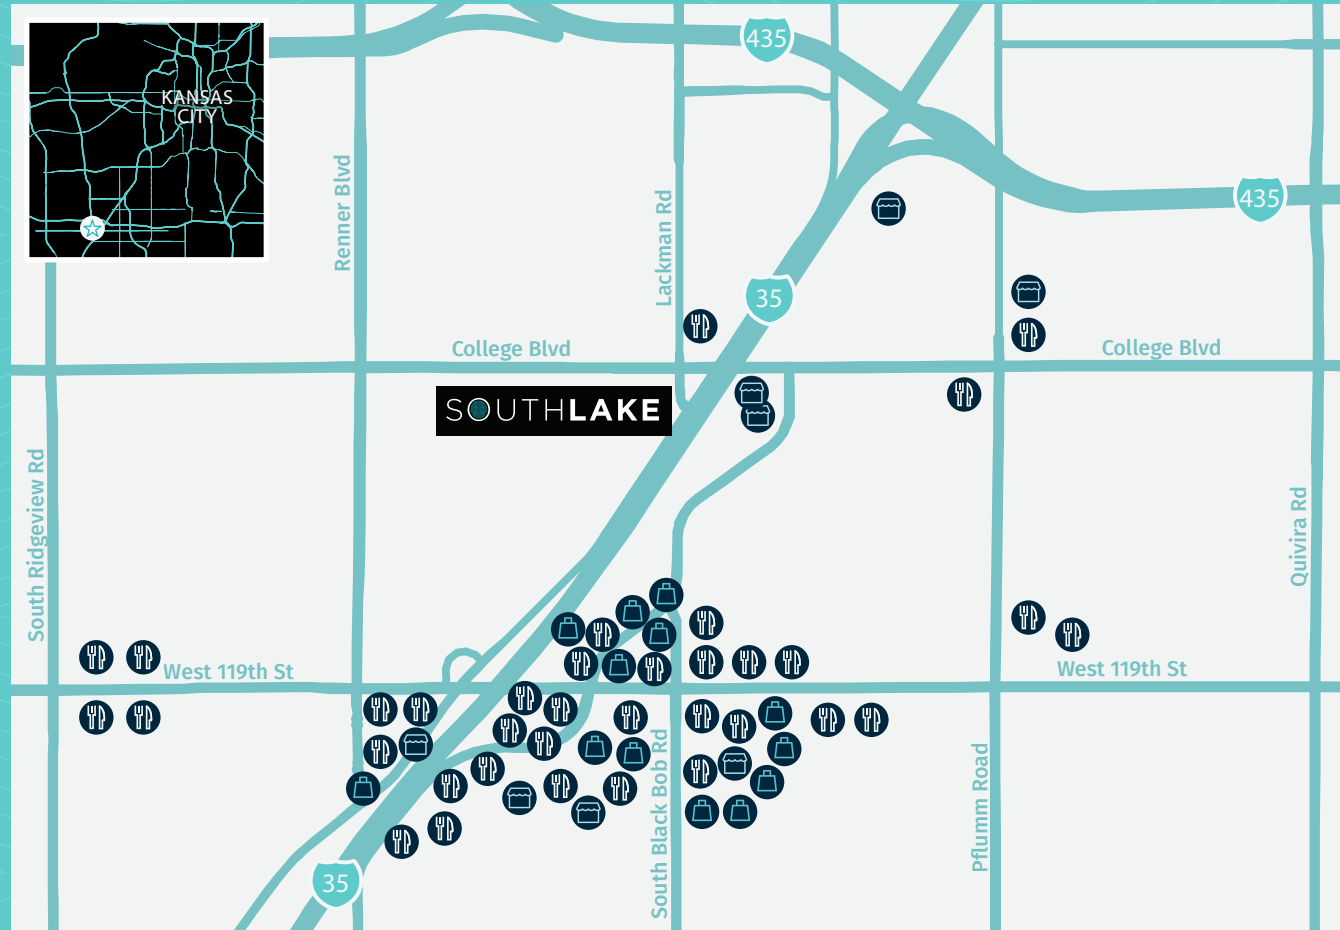 KANSAS
CITY
435
Renner Blvd
Lackman Rd
435
35
College Blvd
College Blvd
SOUTHLAKE
South Ridgeview Rd
Quivira Rd
West 119th St
West 119th St
South Black Bob Rd
Pflumm Road
35